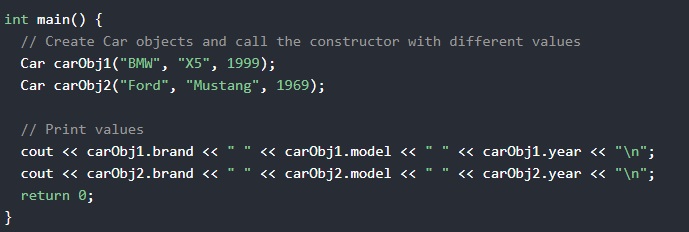 int main() {
  // Create Car objects and call the constructor with different values
  Car carObj1("BMW", "X5", 1999);
  Car carObj2("Ford", "Mustang", 1969);

  // Print values
  cout << carObj1.brand << " " << carObj1.model << " " << carObj1.year << "\n";
  cout << carObj2.brand << " " << carObj2.model << " " << carObj2.year << "\n";
  return 0;
}